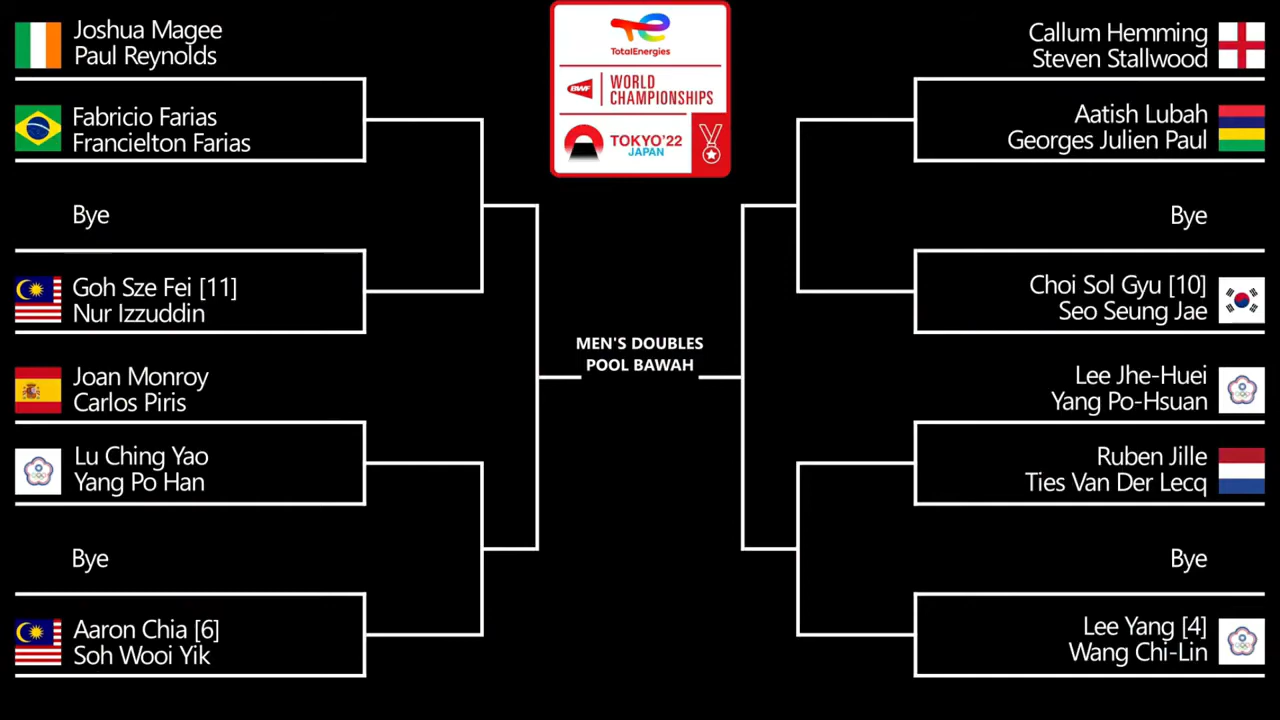 Joshua Magee
Paul Reynolds
Fabricio Farias
Francielton Farias
Bye
Goh Sze Fei [11]
Nur Izzuddin
Joan Monroy
Carlos Piris
Lu Ching Yao
Yang Po Han
Bye
Aaron Chia [6]
Soh Wooi Yik
TotalEnergies
BWF
WORLD
CHAMPIONSHIPS
TOKYO'22
JAPAN
MEN'S DOUBLES
POOL BAWAH
Callum Hemming
Steven Stallwood
Aatish Lubah
Georges Julien Paul
Bye
Choi Sol Gyu [10]
Seo Seung Jae
Lee Jhe-Huei
Yang Po-Hsuan
Ruben Jille
Ties Van Der Lecq
Bye
Lee Yang [4]
Wang Chi-Lin